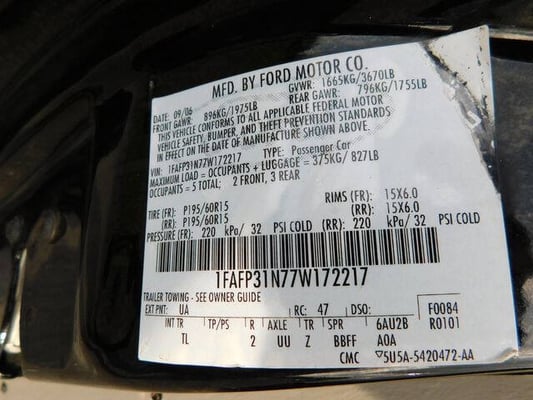 MFD. BY FORD MOTOR CO.
DATE: 09/06 GVWR: 1665KG/3670LB
FRONT GAWR: 896KG/1975LB REAR GAWR: 796KG/1755LB
THIS VEHICLE CONFORMS TO ALL APPLICABLE FEDERAL MOTOR
VEHICLE SAFETY, BUMPER, AND THEFT PREVENTION STANDARDS
IN EFFECT ON THE DATE OF MANUFACTURE SHOWN ABOVE.
VIN: 1FAFP31N77W172217 TYPE: Passenger Car
MAXIMUM LOAD = OCCUPANTS + LUGGAGE = 375KG/ 827LB
OCCUPANTS = 5 TOTAL; 2 FRONT, 3 REAR
TIRE (FR): P195/60R15 RIMS (FR): 15X6.0
(RR): P195/60R15 (RR): 15X6.0
PRESSURE (FR): 220 kPa/ 32 PSI COLD (RR): 220 kPa/ 32 PSI COLD
1FAFP31N77W172217
TRAILER TOWING - SEE OWNER GUIDE
EXT PNT: UA RC: 47 DSO: F0084
INT TR TP/PS R AXLE TR SPR 6AU2B R0101
TL 2 UU Z BBFF A0A
CMC ▽5U5A-5420472-AA